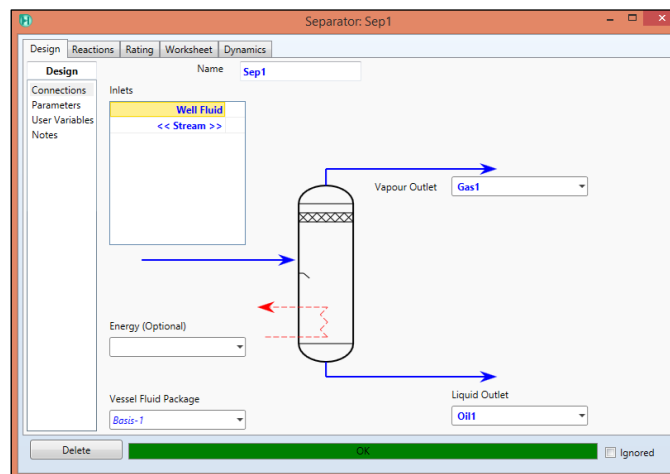 Separator: Sep1
Design Reactions Rating Worksheet Dynamics
Design
Connections
Parameters
User Variables
Notes
Name Sep1
Inlets
Well Fluid
<< Stream >>
Vapour Outlet Gas1
Energy (Optional)
Vessel Fluid Package
Basis-1
Liquid Outlet
Oil1
Delete OK Ignored